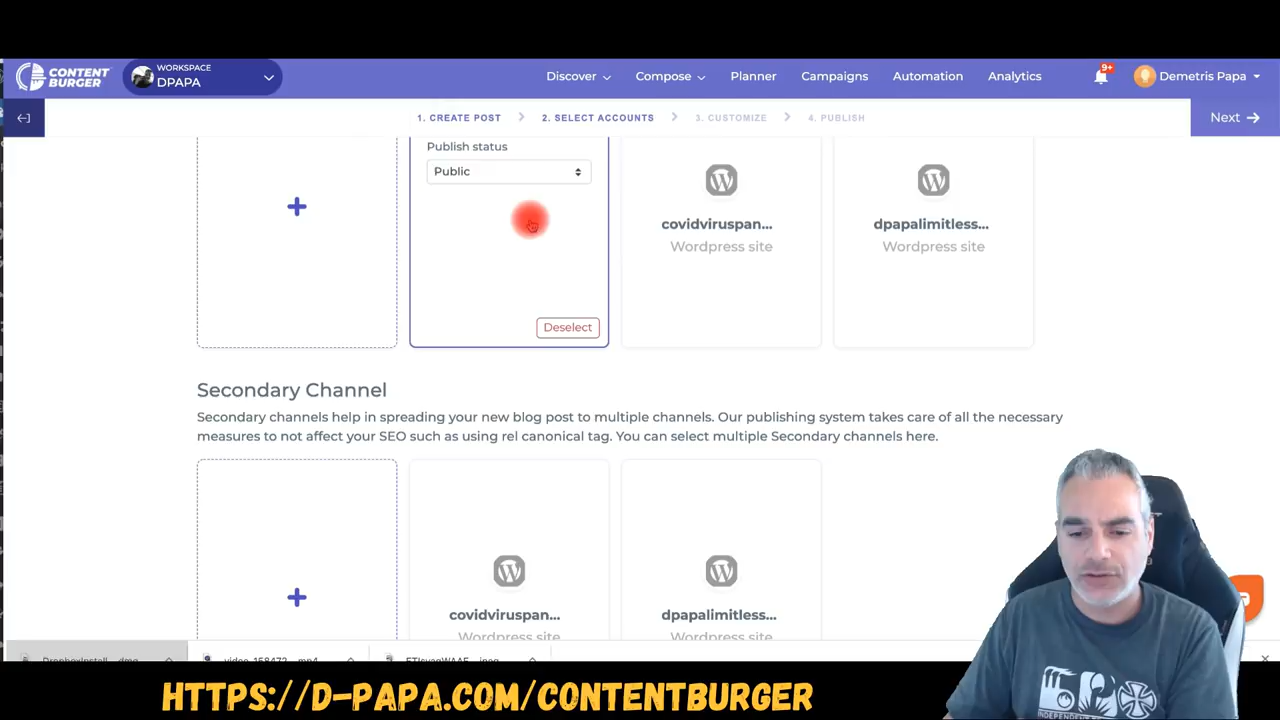 CONTENT BURGER
WORKSPACE
DPAPA
Discover
Compose
Planner
Campaigns
Automation
Analytics
9+
Demetris Papa
1. CREATE POST
2. SELECT ACCOUNTS
3. CUSTOMIZE
4. PUBLISH
Next
Publish status
Public
covidviruspan...
Wordpress site
dpapalimitless...
Wordpress site
Deselect
Secondary Channel
Secondary channels help in spreading your new blog post to multiple channels. Our publishing system takes care of all the necessary
measures to not affect your SEO such as using rel canonical tag. You can select multiple Secondary channels here.
covidviruspan...
Wordpress site
dpapalimitless...
Wordpress site
HTTPS://D-PAPA.COM/CONTENTBURGER